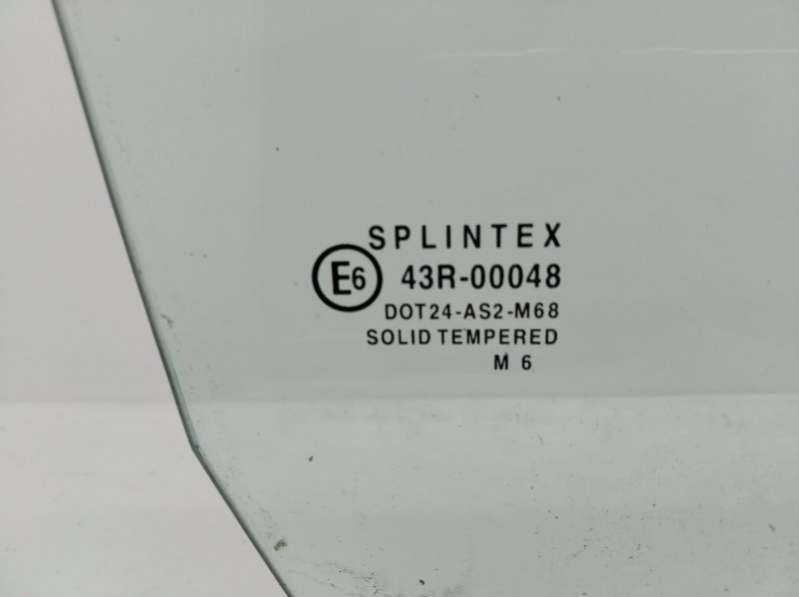 SPLINTEX
E6 43R-00048
DOT24-AS2-M68
SOLID TEMPERED
M 6